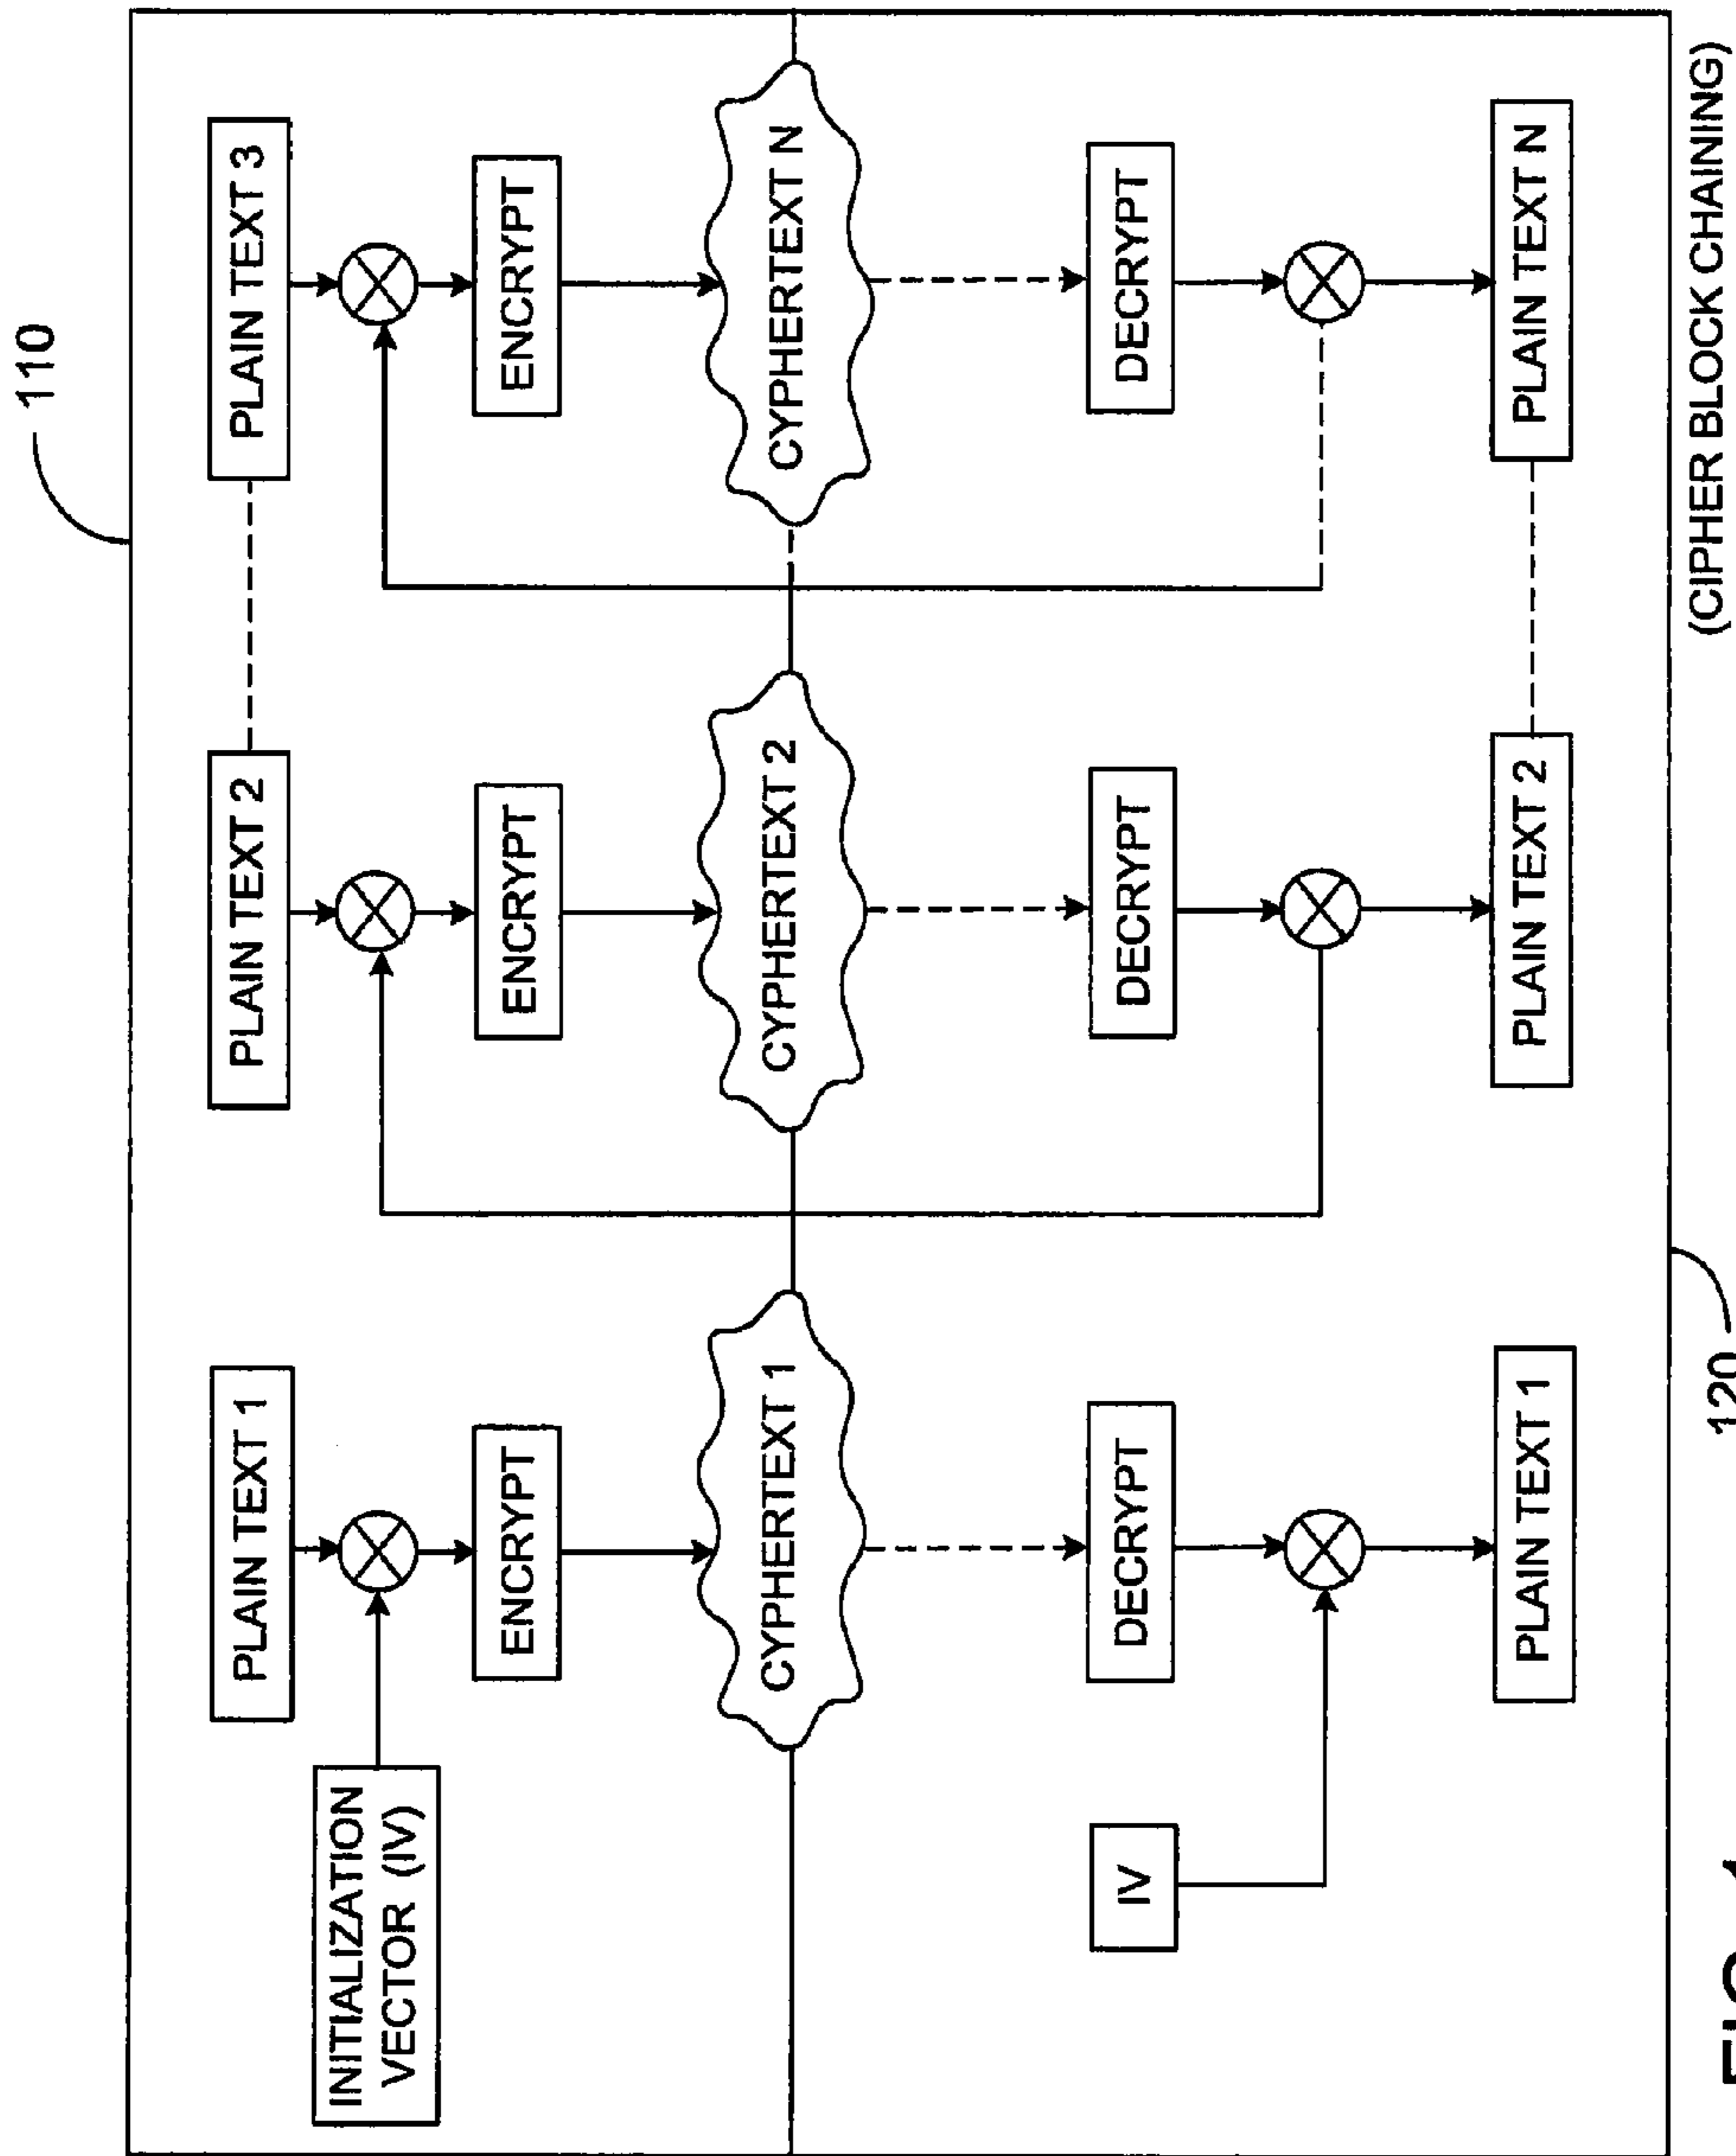 110
PLAIN TEXT 1
PLAIN TEXT 2
PLAIN TEXT 3
INITIALIZATION
VECTOR (IV)
ENCRYPT
ENCRYPT
ENCRYPT
CYPHERTEXT 1
CYPHERTEXT 2
CYPHERTEXT N
DECRYPT
DECRYPT
DECRYPT
IV
PLAIN TEXT 1
PLAIN TEXT 2
PLAIN TEXT N
120
(CIPHER BLOCK CHAINING)